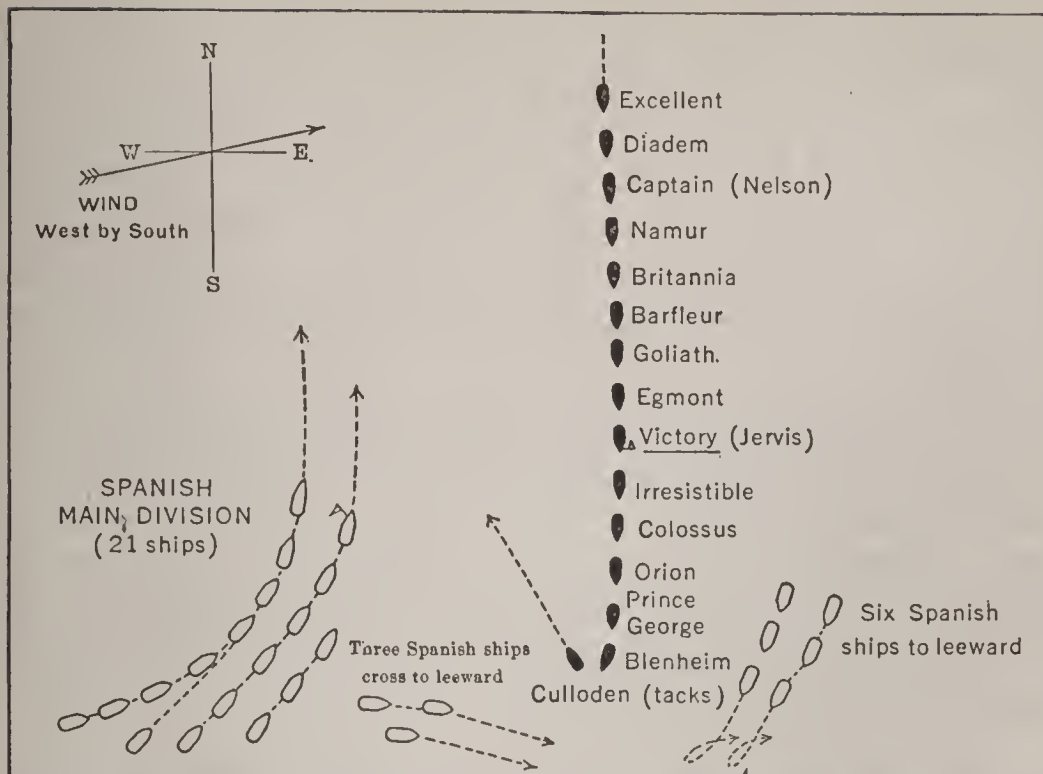 N
W
E.
S
WIND
West by South
Excellent
Diadem
Captain (Nelson)
Namur
Britannia
Barfleur
Goliath.
Egmont
Victory (Jervis)
Irresistible
Colossus
Orion
Prince
George
Blenheim
Culloden (tacks)
SPANISH
MAIN DIVISION
(21 ships)
Three Spanish ships
cross to leeward
Six Spanish
ships to leeward